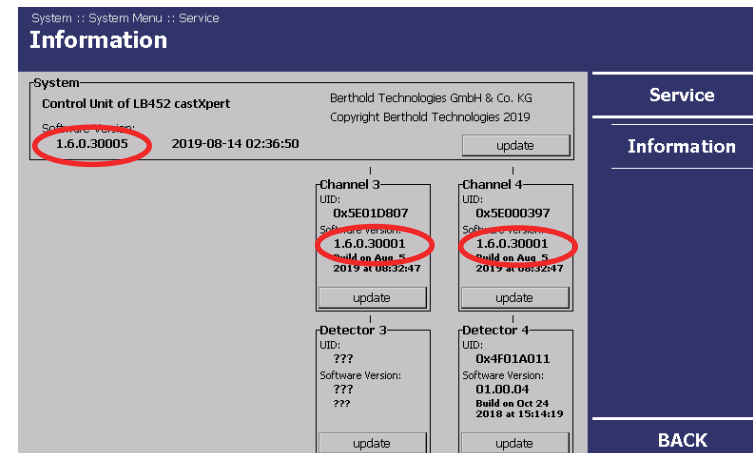 System :: System Menu :: Service
Information
System
Control Unit of LB452 castXpert
Berthold Technologies GmbH & Co. KG
Copyright Berthold Technologies 2019
Software Version:
1.6.0.30005 2019-08-14 02:36:50
update
Service
Information
Channel 3
UID:
0x5E01D807
Software Version:
1.6.0.30001
Build on Aug 5
2019 at 08:32:47
update
Channel 4
UID:
0x5E000397
Software Version:
1.6.0.30001
Build on Aug 5
2019 at 08:32:47
update
Detector 3
UID:
???
Software Version:
???
???
update
Detector 4
UID:
0x4F01A011
Software Version:
01.00.04
Build on Oct 24
2018 at 15:14:19
update
BACK